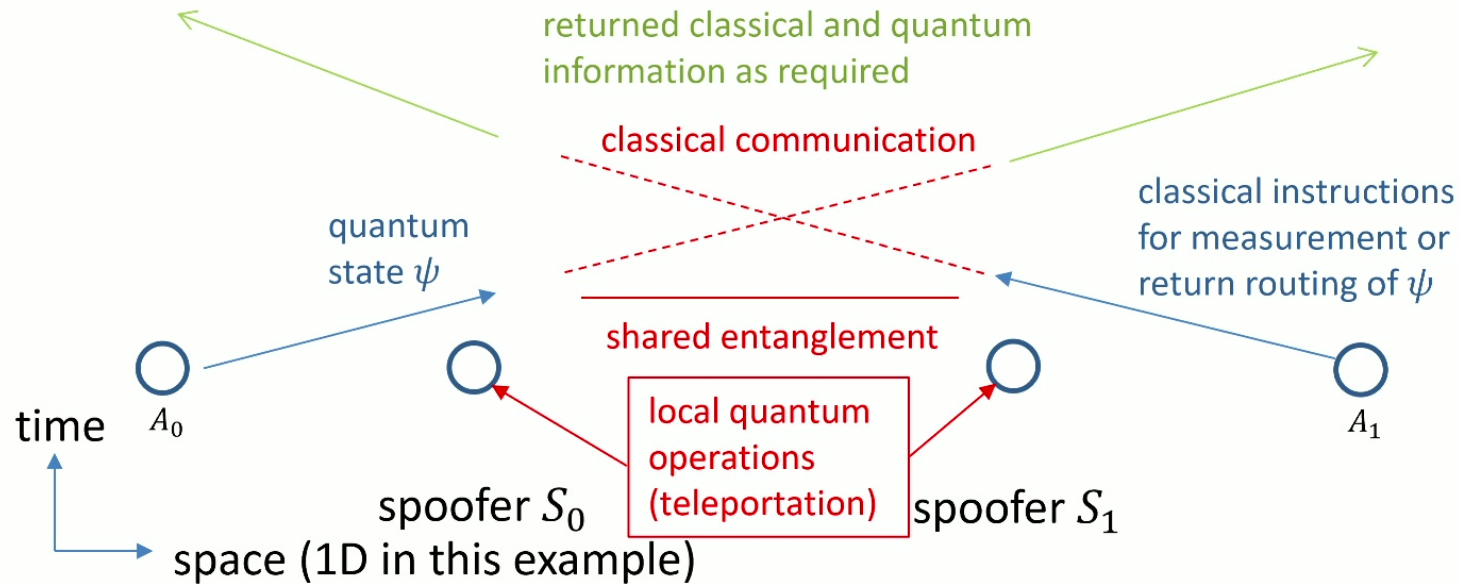 returned classical and quantum
information as required
classical communication
quantum
state ψ
classical instructions
for measurement or
return routing of ψ
shared entanglement
time
A₀
local quantum
operations
(teleportation)
A₁
spoofer S₀
spoofer S₁
space (1D in this example)